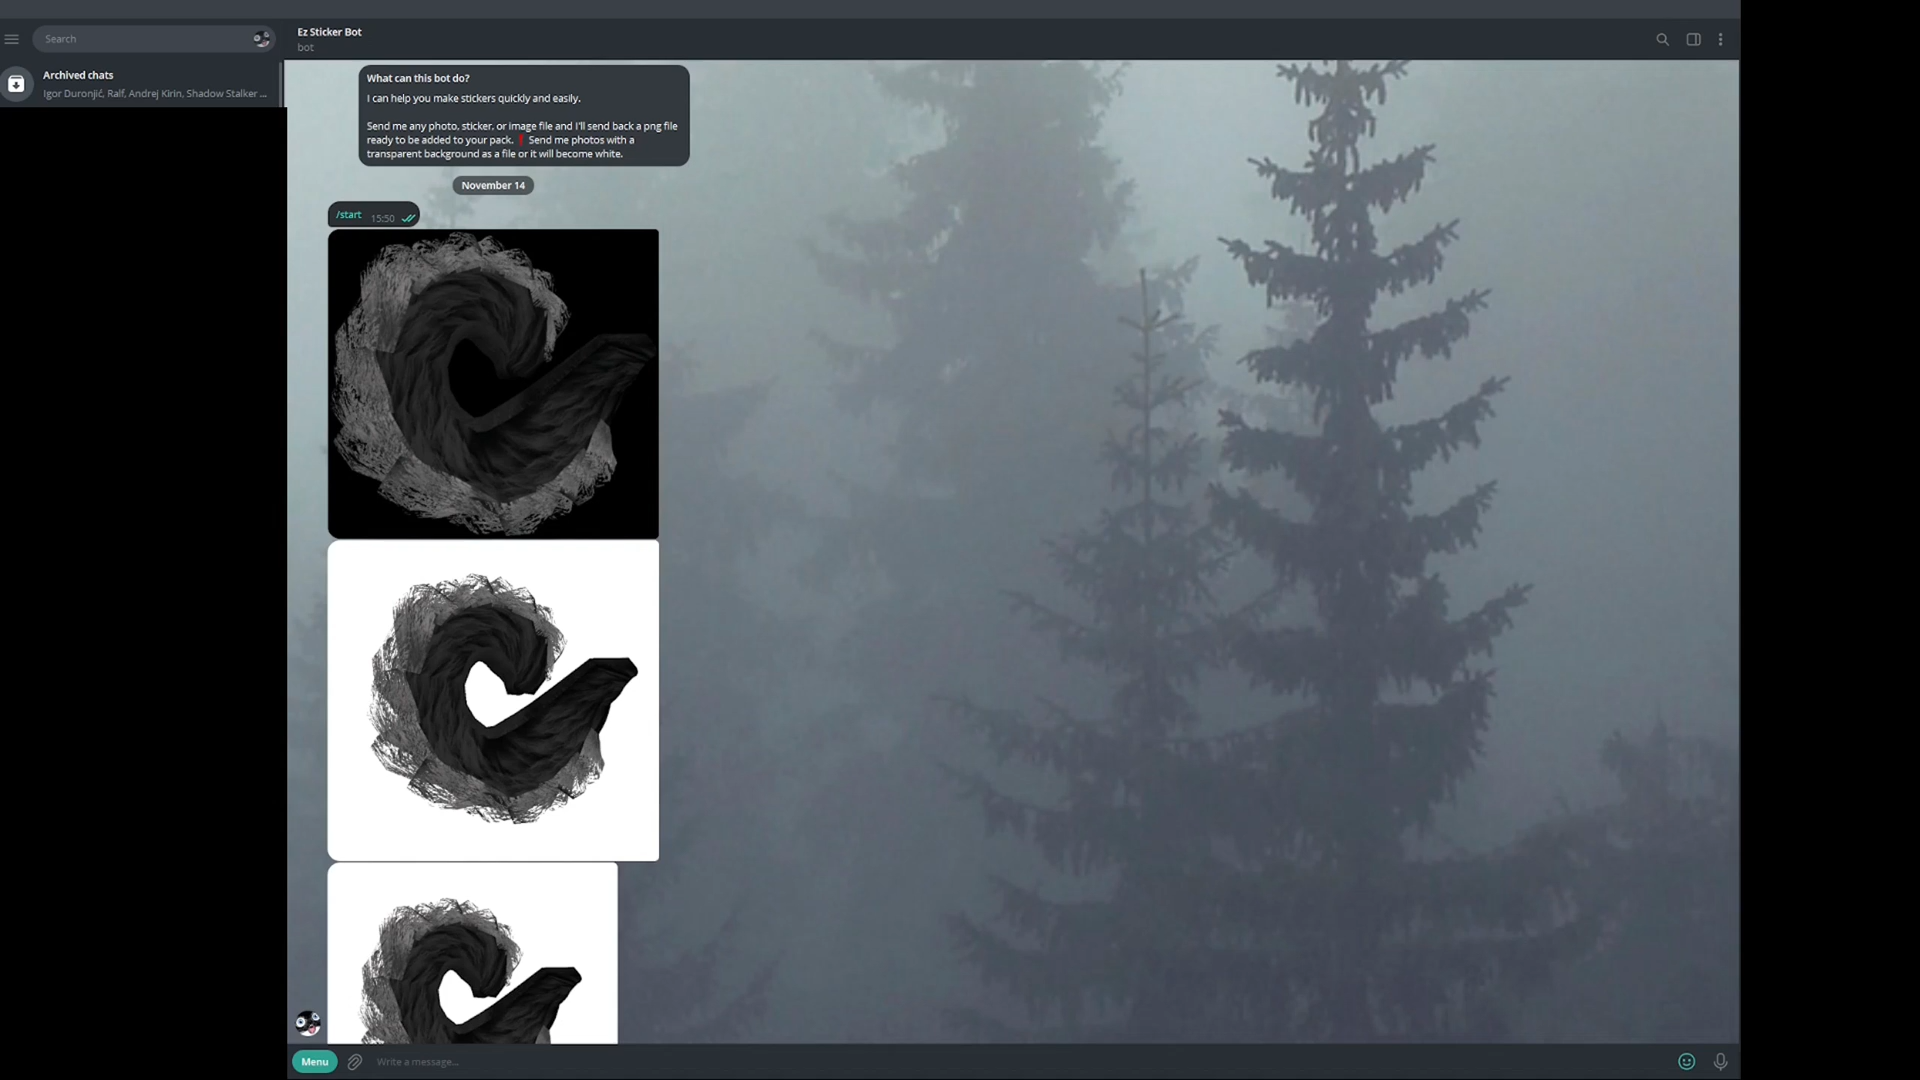 Search
Archived chats
Igor Duronjić, Ralf, Andrej Kirin, Shadow Stalker ...
Ez Sticker Bot
bot
What can this bot do?
I can help you make stickers quickly and easily.
Send me any photo, sticker, or image file and I'll send back a png file
ready to be added to your pack. ❗ Send me photos with a
transparent background as a file or it will become white.
November 14
/start 15:50
Menu
Write a message...